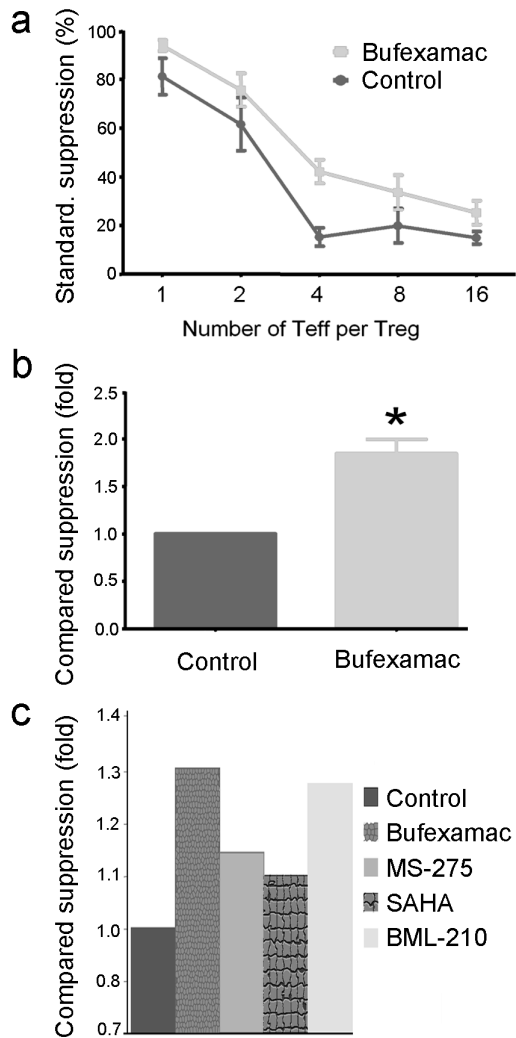 a
Standard. suppression (%)
100
80
60
40
20
0
Bufexamac
Control
1 2 4 8 16
Number of Teff per Treg
b
Compared suppression (fold)
2.5
2.0
1.0
0.5
0.0
*
Control Bufexamac
c
Compared suppression (fold)
1.4
1.3
1.2
1.1
1.0
0.8
0.7
Control
Bufexamac
MS-275
SAHA
BML-210